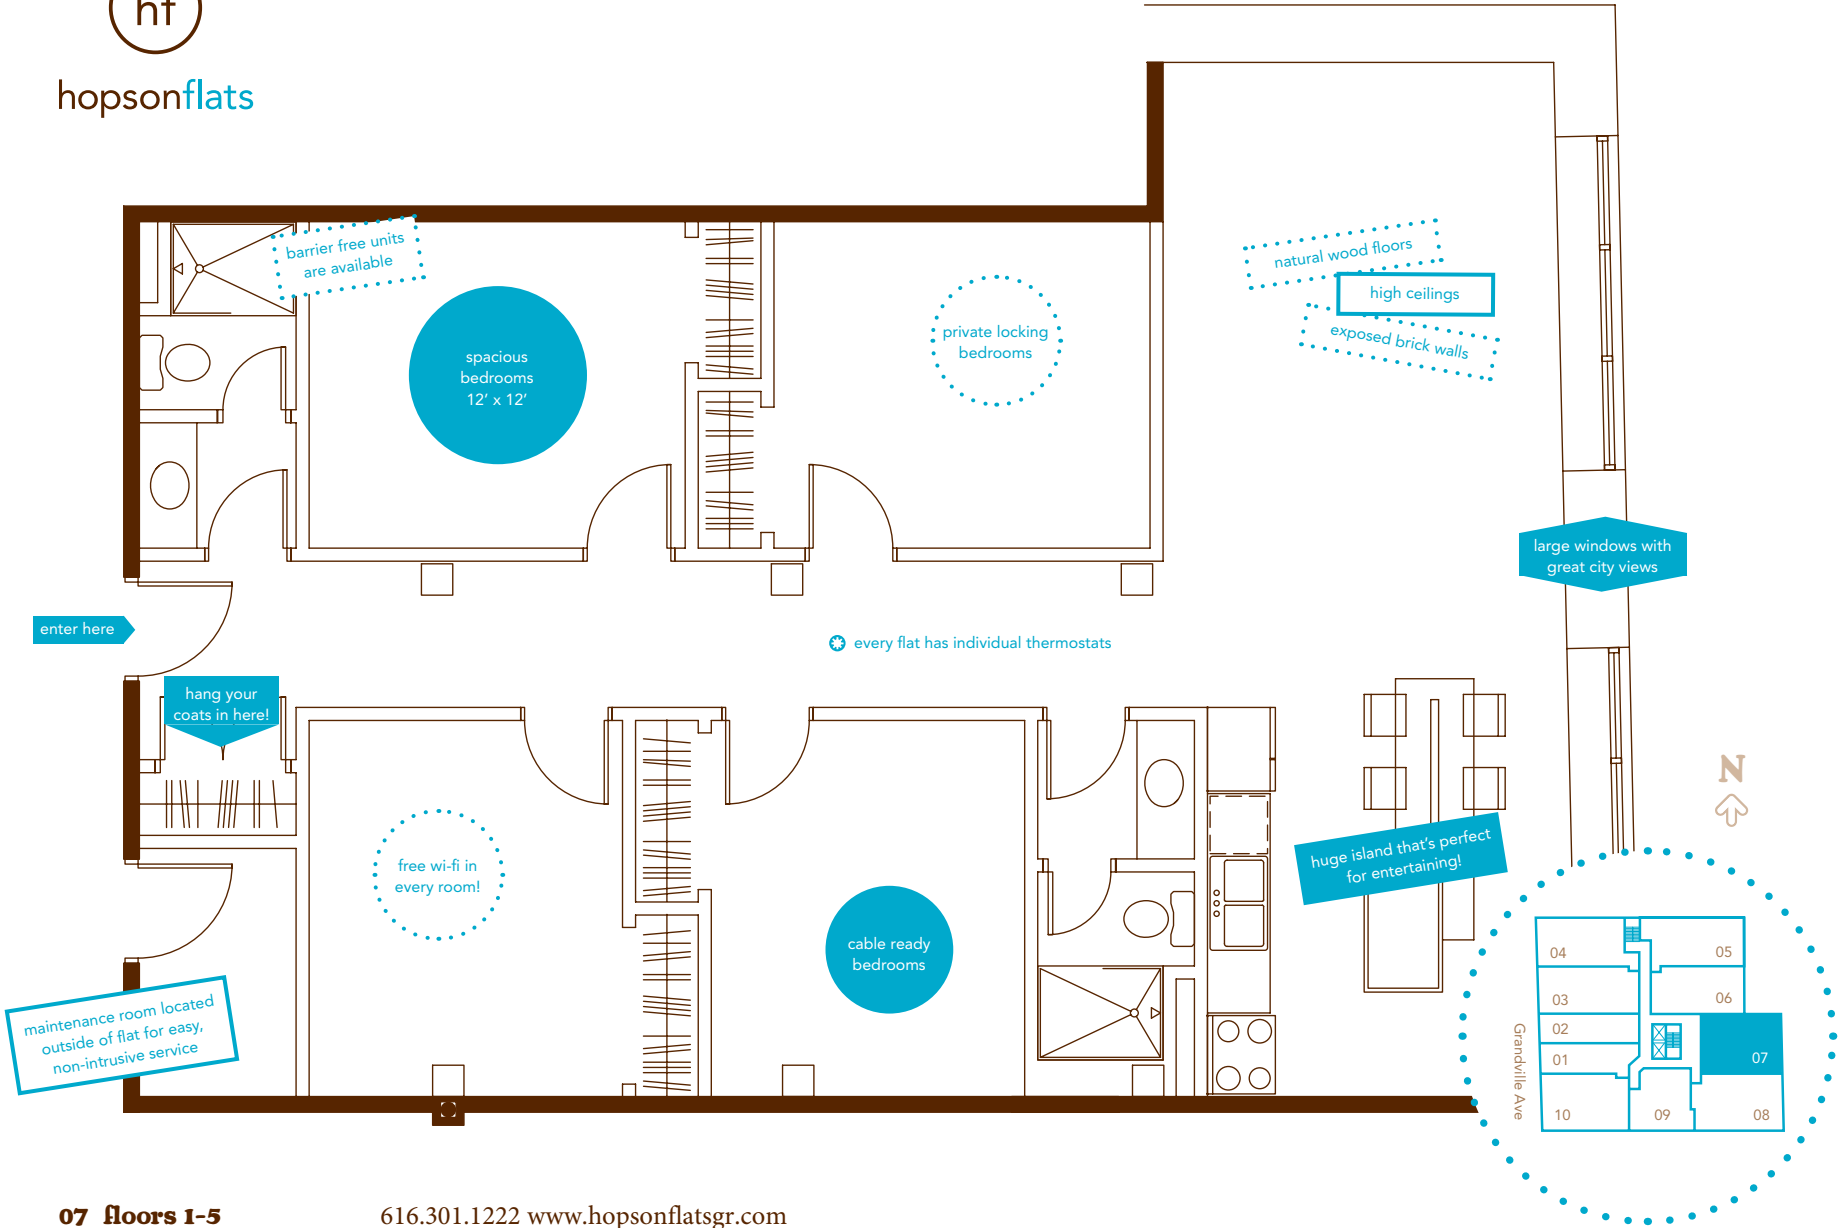 hf
hopsonflats
barrier free units
are available
spacious
bedrooms
12' x 12'
private locking
bedrooms
natural wood floors
high ceilings
exposed brick walls
large windows with
great city views
enter here
every flat has individual thermostats
hang your
coats in here!
free wi-fi in
every room!
cable ready
bedrooms
huge island that's perfect
for entertaining!
maintenance room located
outside of flat for easy,
non-intrusive service
N
04
05
03
06
02
01
07
10
09
08
Grandville Ave
07 floors 1-5
616.301.1222 www.hopsonflatsgr.com